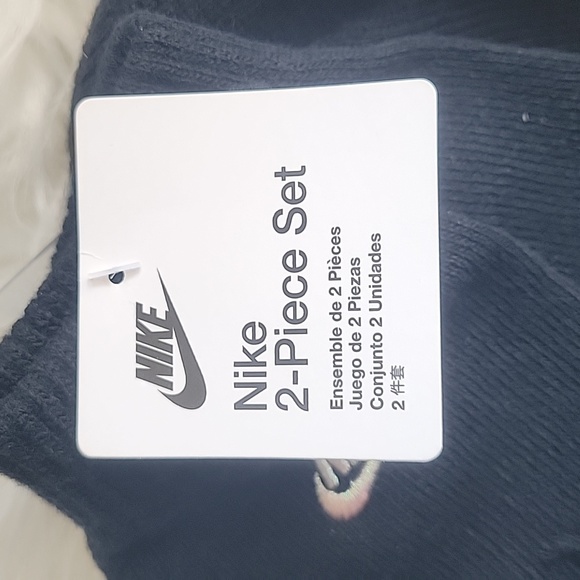 NIKE
Nike
2-Piece Set
Ensemble de 2 Pièces
Juego de 2 Piezas
Conjunto 2 Unidades
2 件套